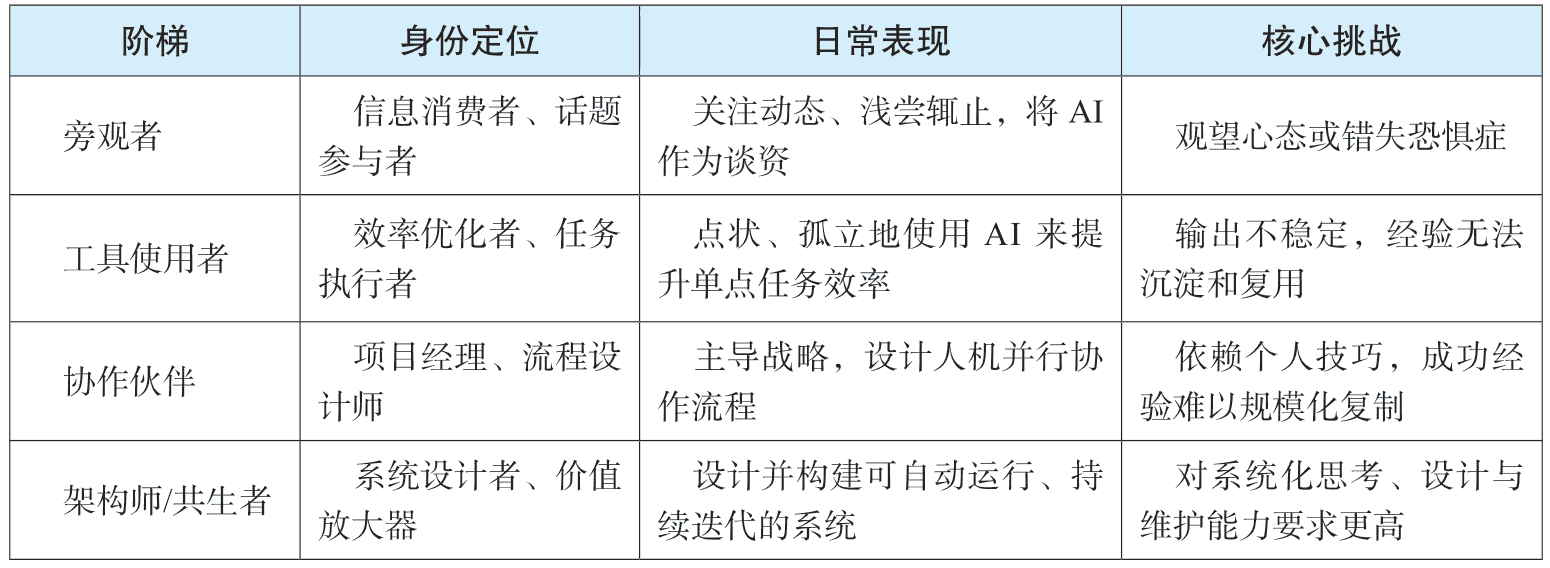 阶梯 身份定位 日常表现 核心挑战
旁观者
信息消费者、话题
参与者
关注动态、浅尝辄止，将 AI
作为谈资
观望心态或错失恐惧症
工具使用者
效率优化者、任务
执行者
点状、孤立地使用 AI 来提
升单点任务效率
输出不稳定，经验无法
沉淀和复用
协作伙伴
项目经理、流程设
计师
主导战略，设计人机并行协
作流程
依赖个人技巧，成功经
验难以规模化复制
架构师/共生者
系统设计者、价值
放大器
设计并构建可自动运行、持
续迭代的系统
对系统化思考、设计与
维护能力要求更高